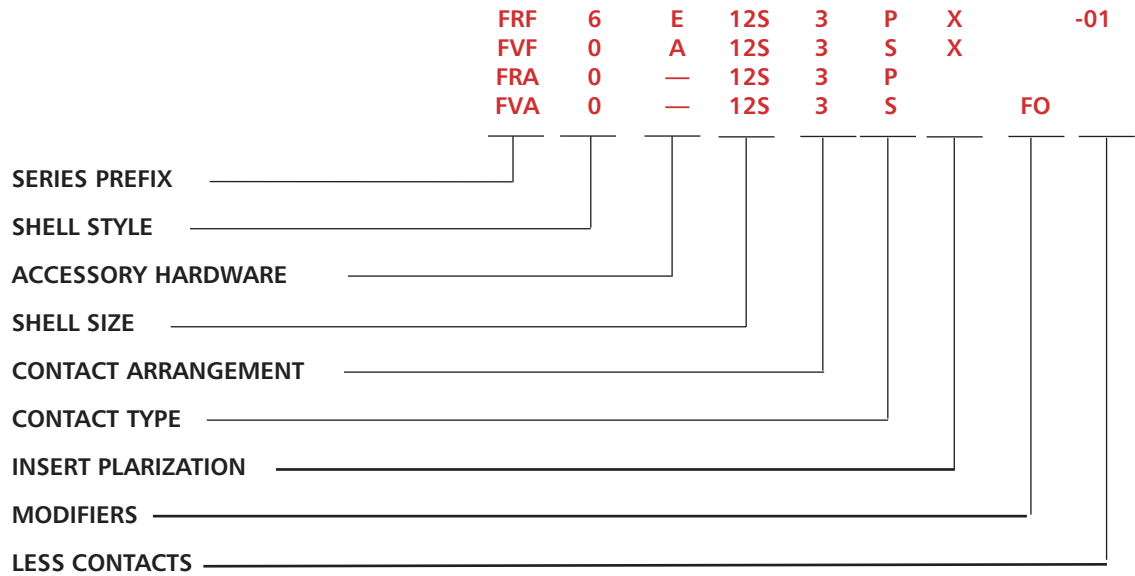 FRF 6 E 12S 3 P X -01
FVF 0 A 12S 3 S X
FRA 0 — 12S 3 P
FVA 0 — 12S 3 S FO
SERIES PREFIX
SHELL STYLE
ACCESSORY HARDWARE
SHELL SIZE
CONTACT ARRANGEMENT
CONTACT TYPE
INSERT PLARIZATION
MODIFIERS
LESS CONTACTS